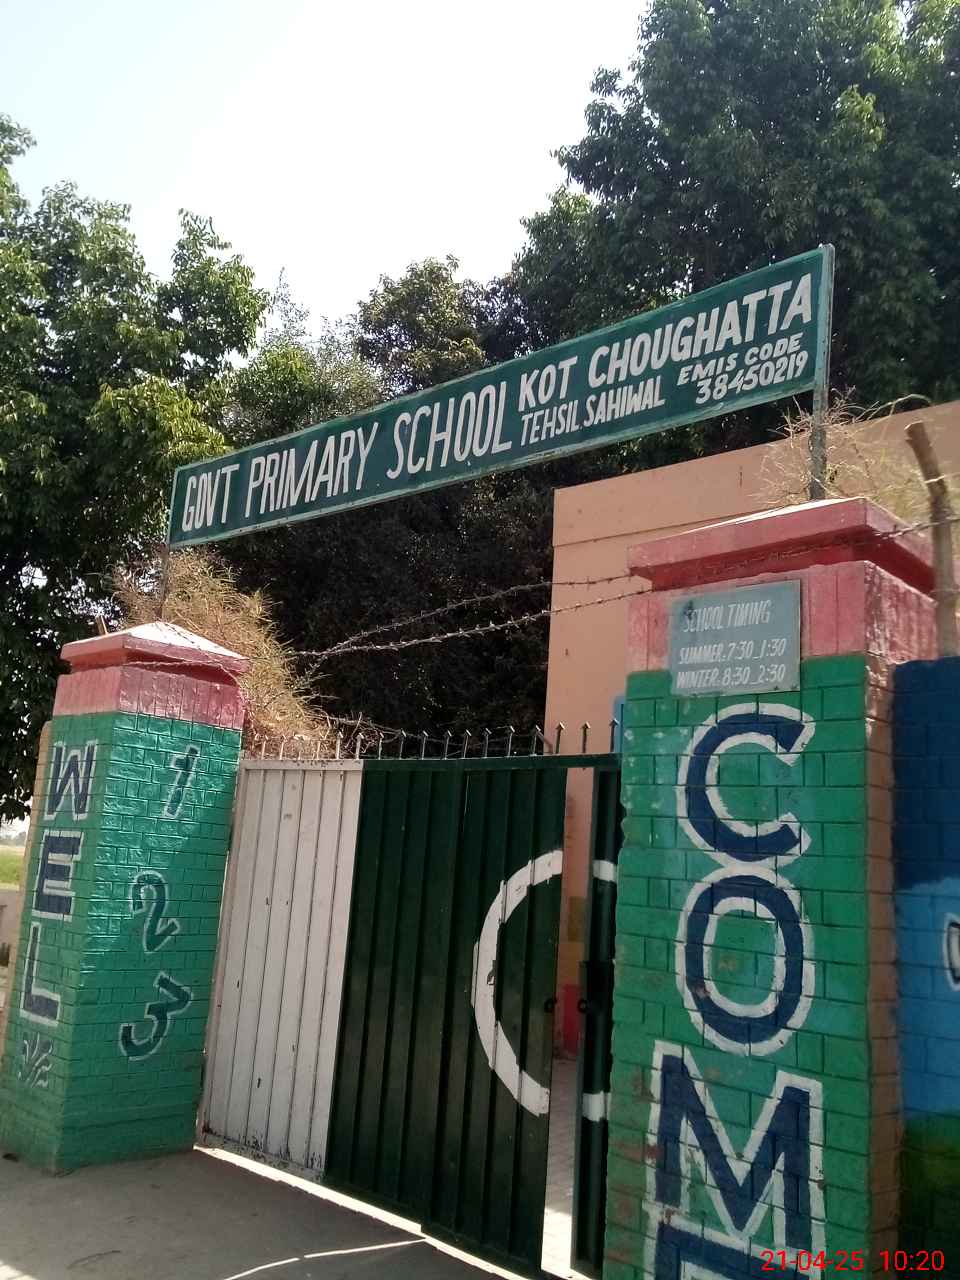 GOVT PRIMARY SCHOOL KOT CHOUGHATTA
TEHSIL SAHIWAL
EMIS CODE
38450219
SCHOOL TIMING
SUMMER: 7:30_1:30
WINTER: 8:30_2:30
WEL
COME
1
2
3
21-04-25 10:20